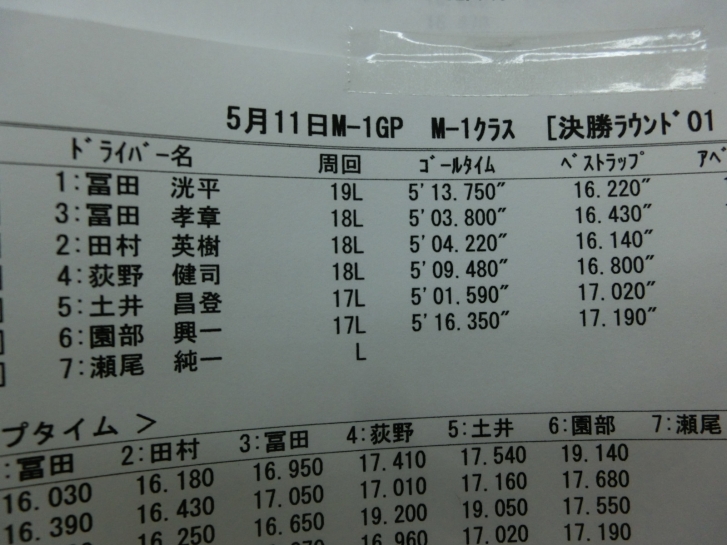 5月11日M-1GP M-1クラス [決勝ラウンド01
ドライバー名 周回 ゴールタイム ベストラップ アベ
1:冨田 洸平 19L 5'13.750" 16.220"
3:冨田 孝章 18L 5'03.800" 16.430"
2:田村 英樹 18L 5'04.220" 16.140"
4:荻野 健司 18L 5'09.480" 16.800"
5:土井 昌登 17L 5'01.590" 17.020"
6:園部 興一 17L 5'16.350" 17.190"
7:瀬尾 純一 L
プタイム >
:冨田 2:田村 3:冨田 4:荻野 5:土井 6:園部 7:瀬尾
16.030 16.180 16.950 17.410 17.540 19.140
16.390 16.430 17.050 17.010 17.160 17.680
16.250 16.650 19.200 19.050 17.550
16.960 17.020 17.190